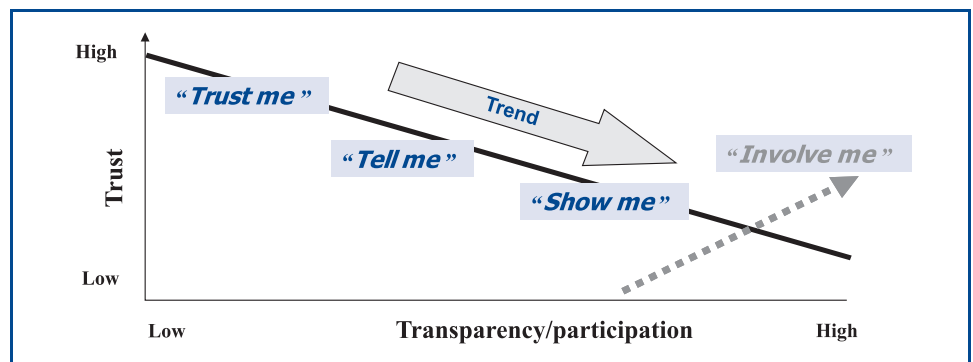 High
“Trust me”
Trend
“Tell me”
“Involve me”
“Show me”
Trust
Low
Low
Transparency/participation
High